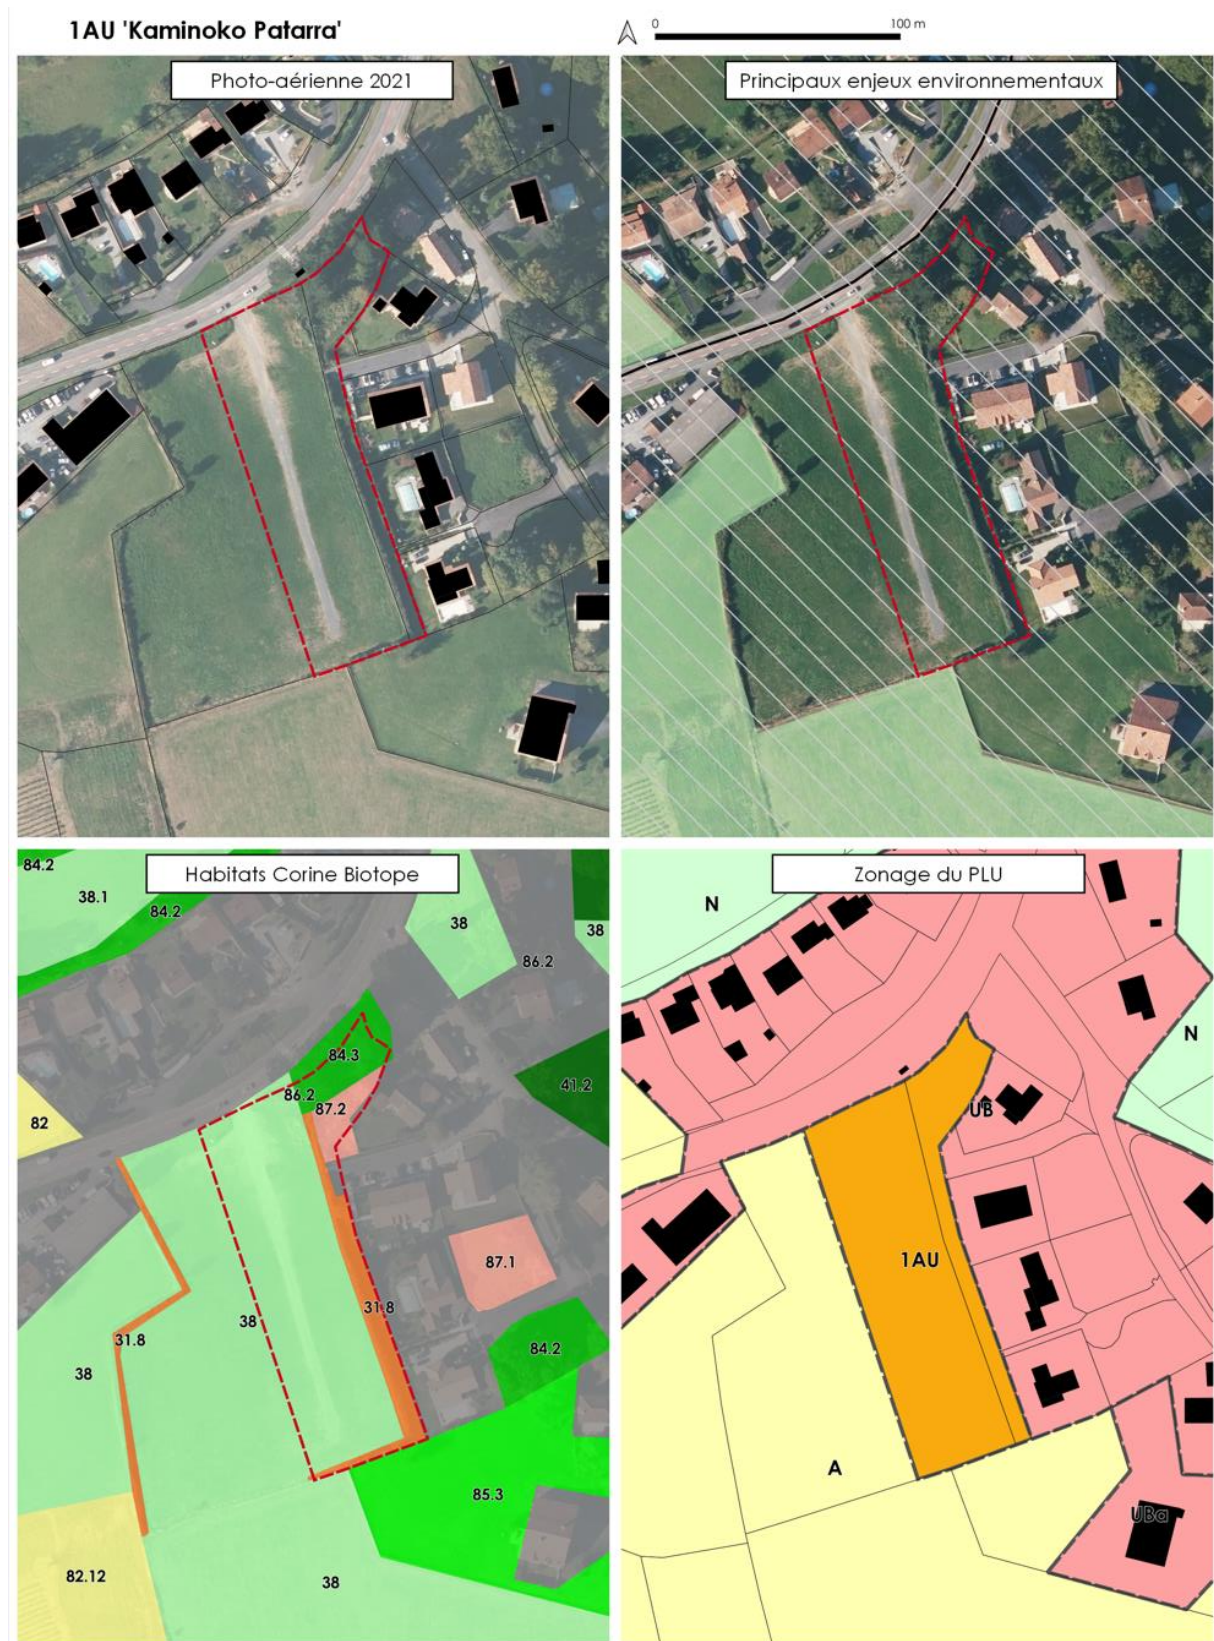 1AU 'Kaminoko Patarra'
0 100 m
Photo-aérienne 2021
Principaux enjeux environnementaux
Habitats Corine Biotope
84.2
38.1
84.2
38
38
86.2
84.3
86.2
87.2
41.2
82
87.1
31.8
38
31.8
38
84.2
85.3
82.12
38
Zonage du PLU
N
N
UB
1AU
A
UBa